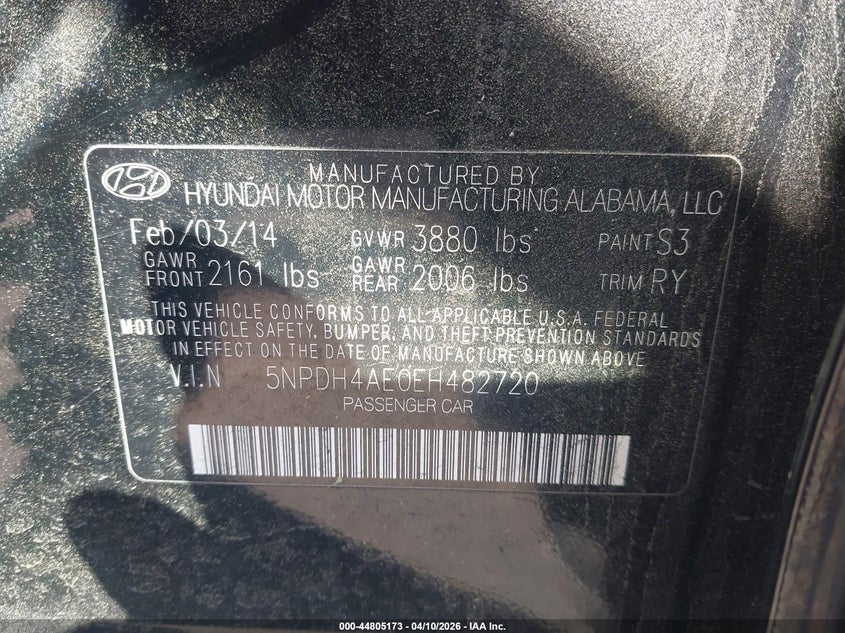 MANUFACTURED BY
HYUNDAI MOTOR MANUFACTURING ALABAMA, LLC
Feb/03/14 GVWR 3880 lbs PAINT S3
GAWR FRONT 2161 lbs GAWR REAR 2006 lbs TRIM RY
THIS VEHICLE CONFORMS TO ALL APPLICABLE U.S.A. FEDERAL
MOTOR VEHICLE SAFETY, BUMPER, AND THEFT PREVENTION STANDARDS
IN EFFECT ON THE DATE OF MANUFACTURE SHOWN ABOVE
V.I.N 5NPDH4AE0EH482720
PASSENGER CAR
000-44805173 - 04/10/2026 - IAA Inc.